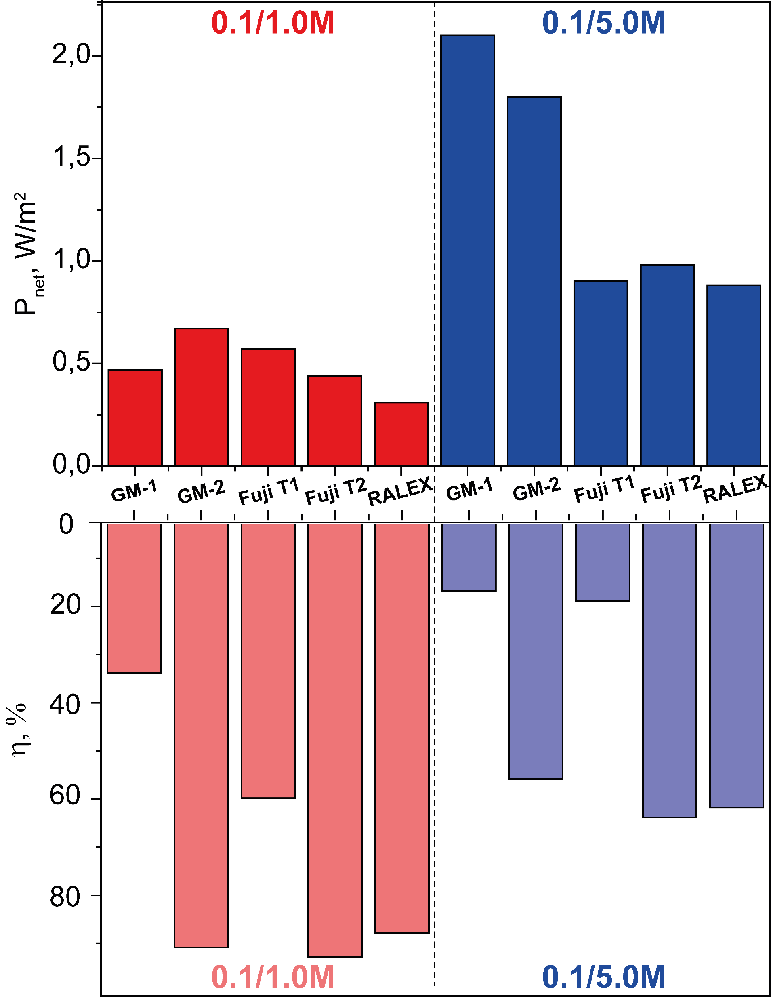 0.1/1.0M 0.1/5.0M
2,0
1,5
1,0
0,5
0,0
Pnet, W/m2
GM-1 GM-2 Fuji T1 Fuji T2 RALEX GM-1 GM-2 Fuji T1 Fuji T2 RALEX
0
20
40
60
80
η, %
0.1/1.0M 0.1/5.0M